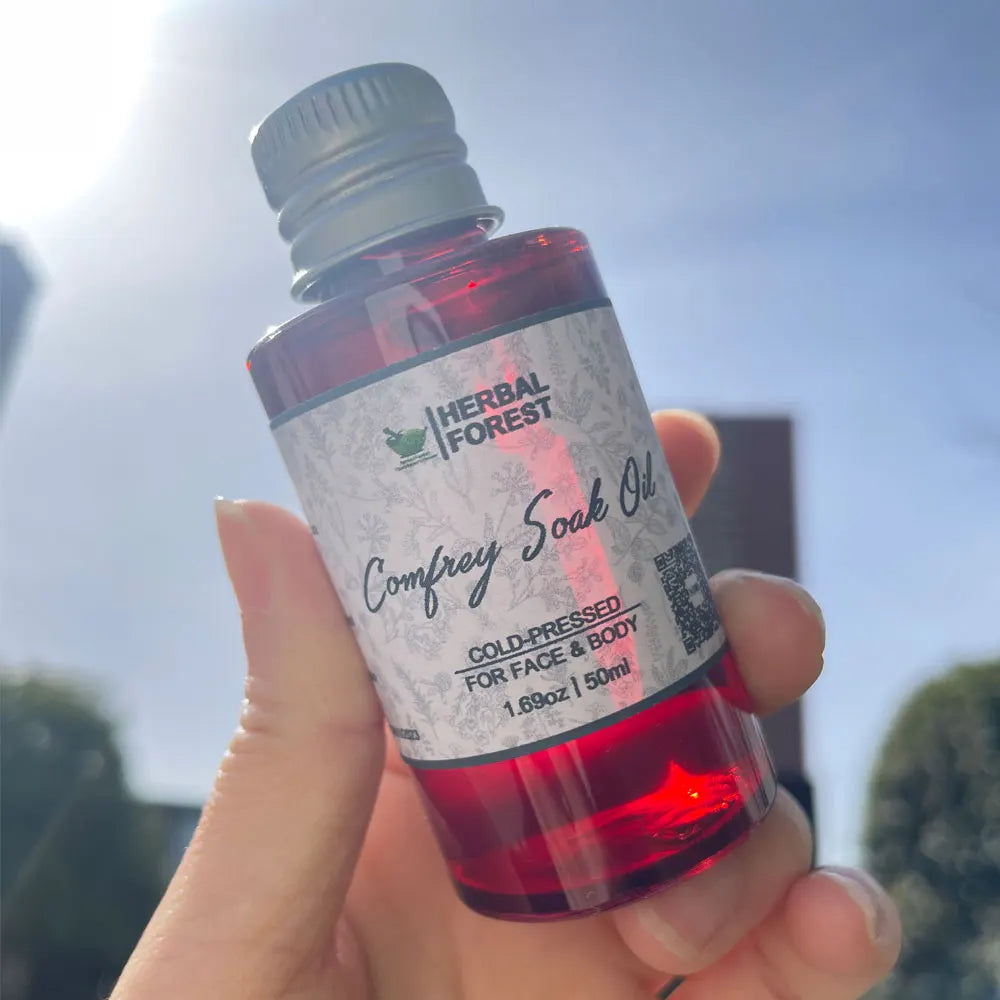 HERBAL
FOREST
Comfrey Soak Oil
COLD-PRESSED
FOR FACE & BODY
1.69oz | 50ml